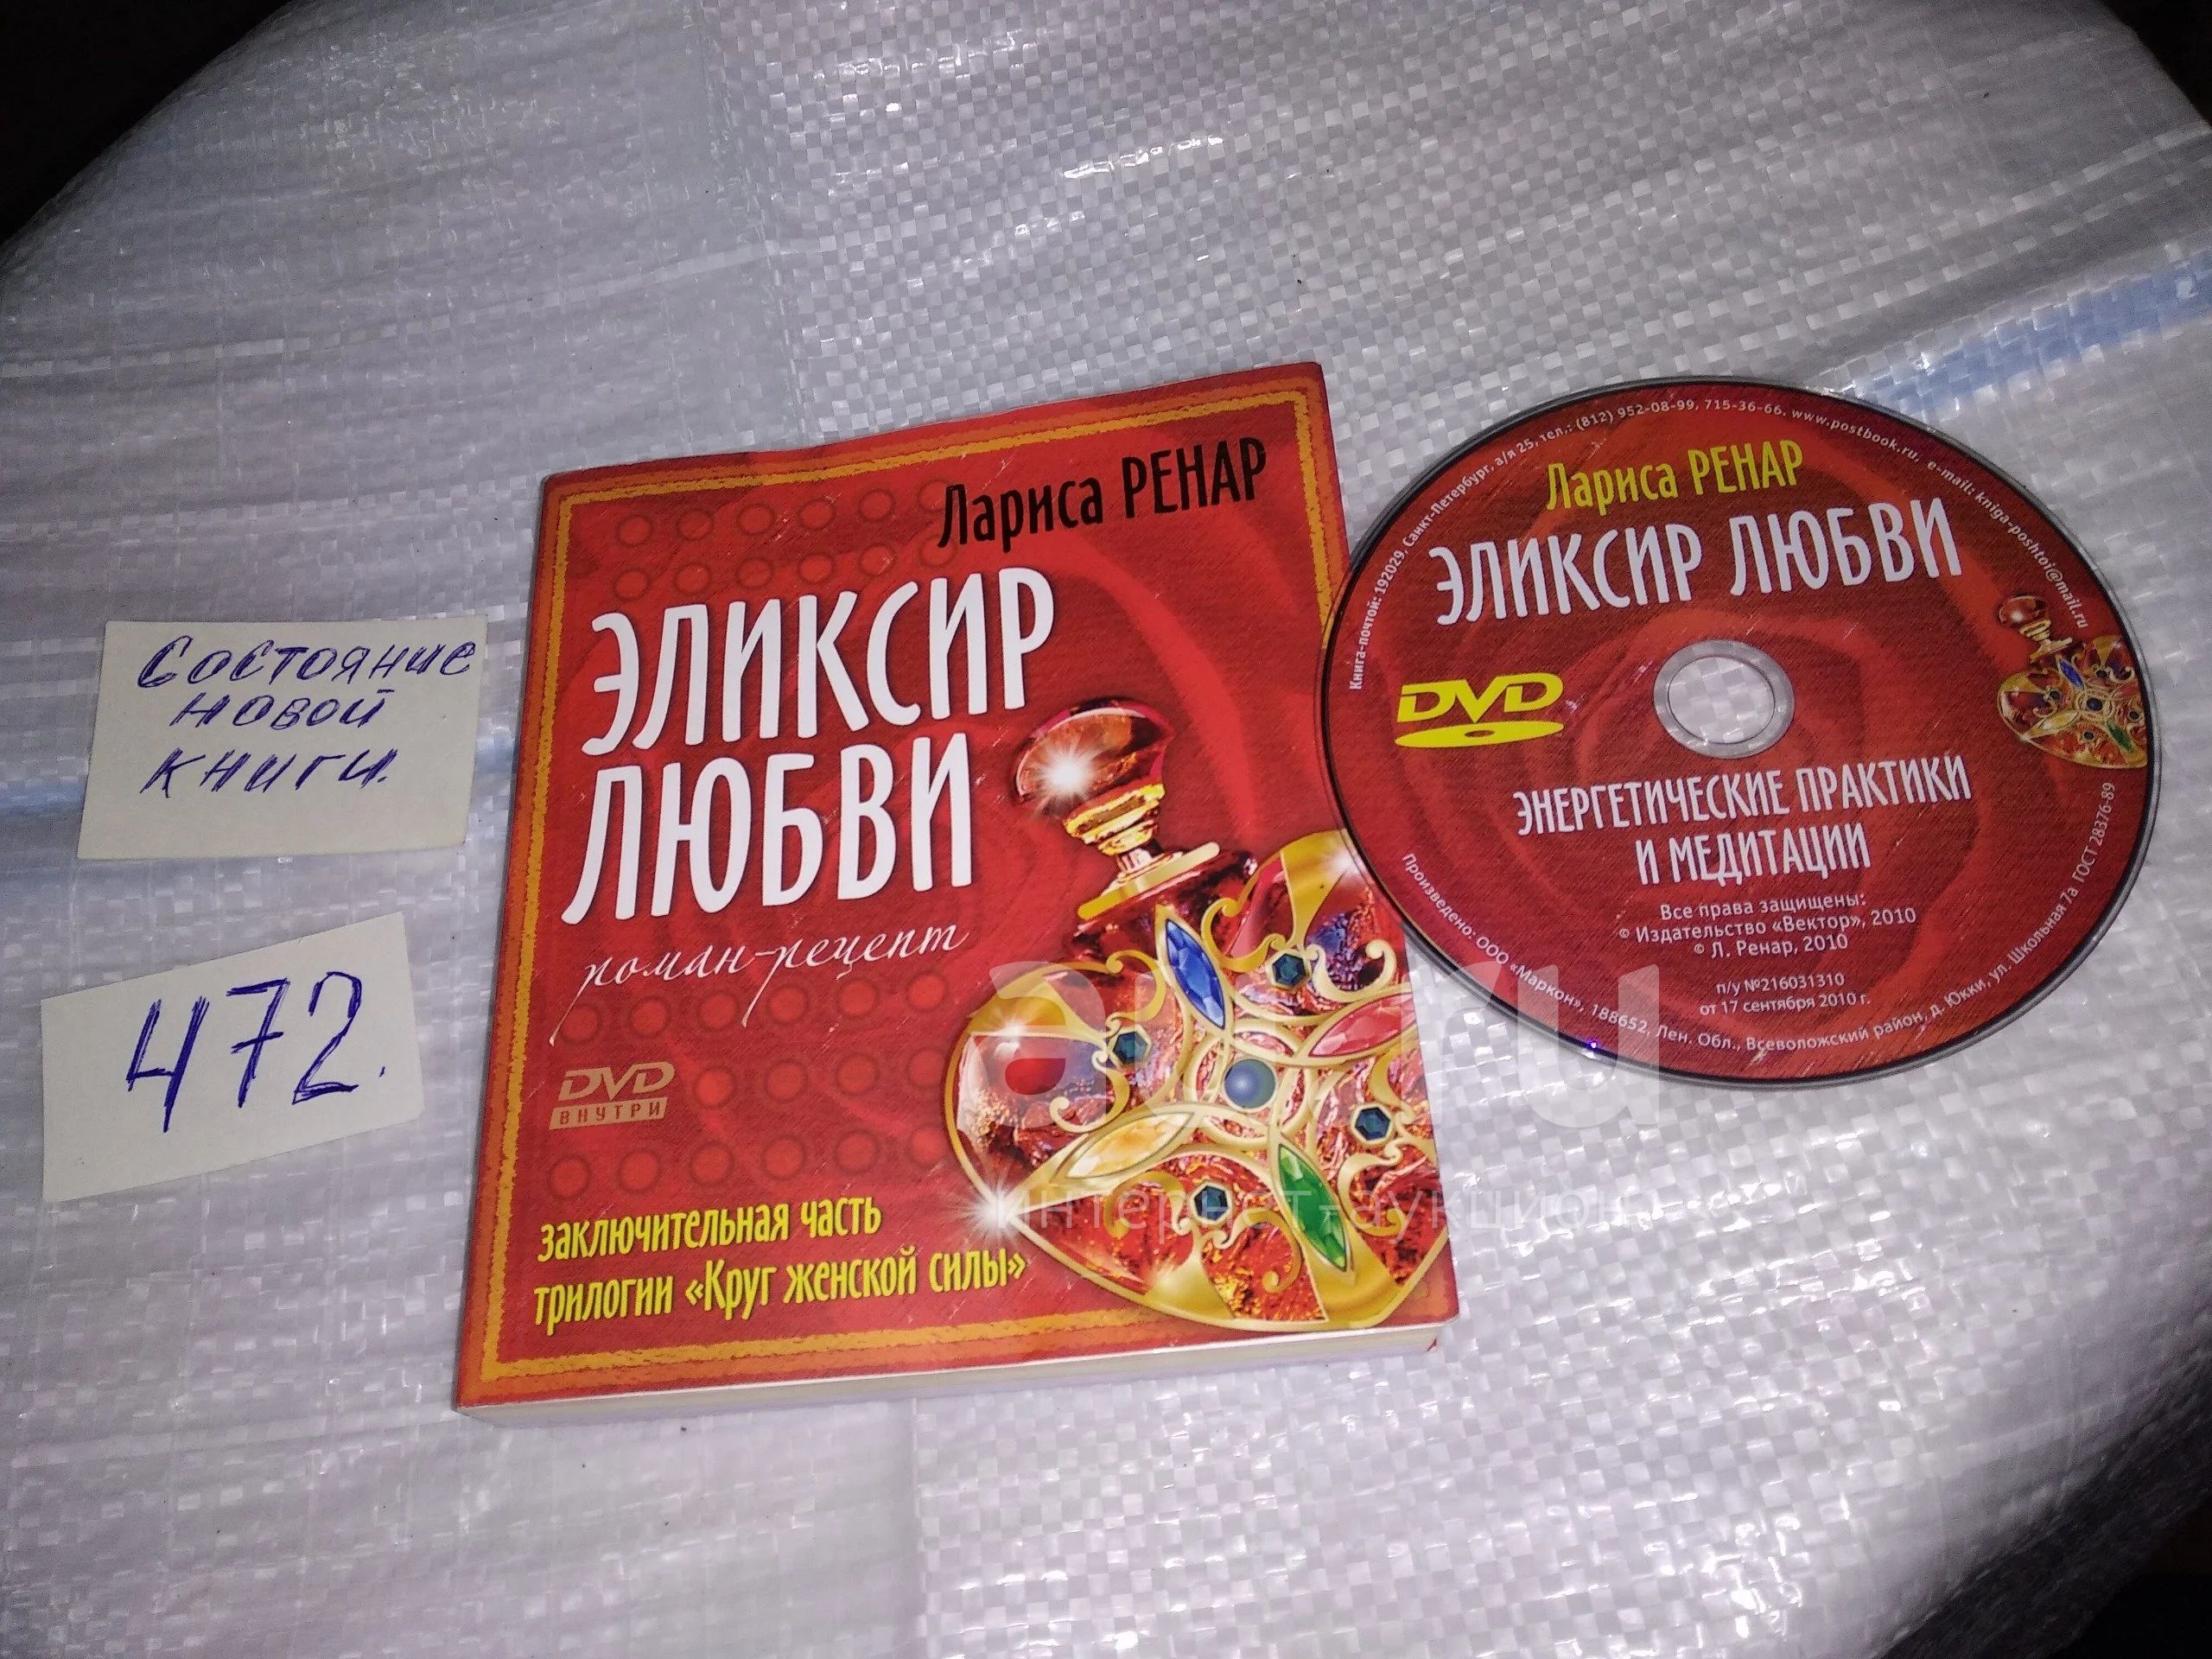 Состояние
новой
книги.
472.
Лариса РЕНАР
ЭЛИКСИР
ЛЮБВИ
роман-рецепт
DVD
ВНУТРИ
заключительная часть
трилогии «Круг женской силы»
Книга-почтой: 192029, Санкт-Петербург, а/я 25, тел.: (812) 952-08-99, 715-36-66. www.postbook.ru, e-mail: kniga-poshtoi@mail.ru
Лариса РЕНАР
ЭЛИКСИР ЛЮБВИ
DVD
ЭНЕРГЕТИЧЕСКИЕ ПРАКТИКИ
И МЕДИТАЦИИ
Все права защищены:
© Издательство «Вектор», 2010
© Л. Ренар, 2010
п/у №216031310
от 17 сентября 2010 г.
Произведено: ООО «Маркон», 188652, Лен. Обл., Всеволожский район, д. Юкки, ул. Школьная 7а ГОСТ 28376-89
au.ru
интернет-аукцион